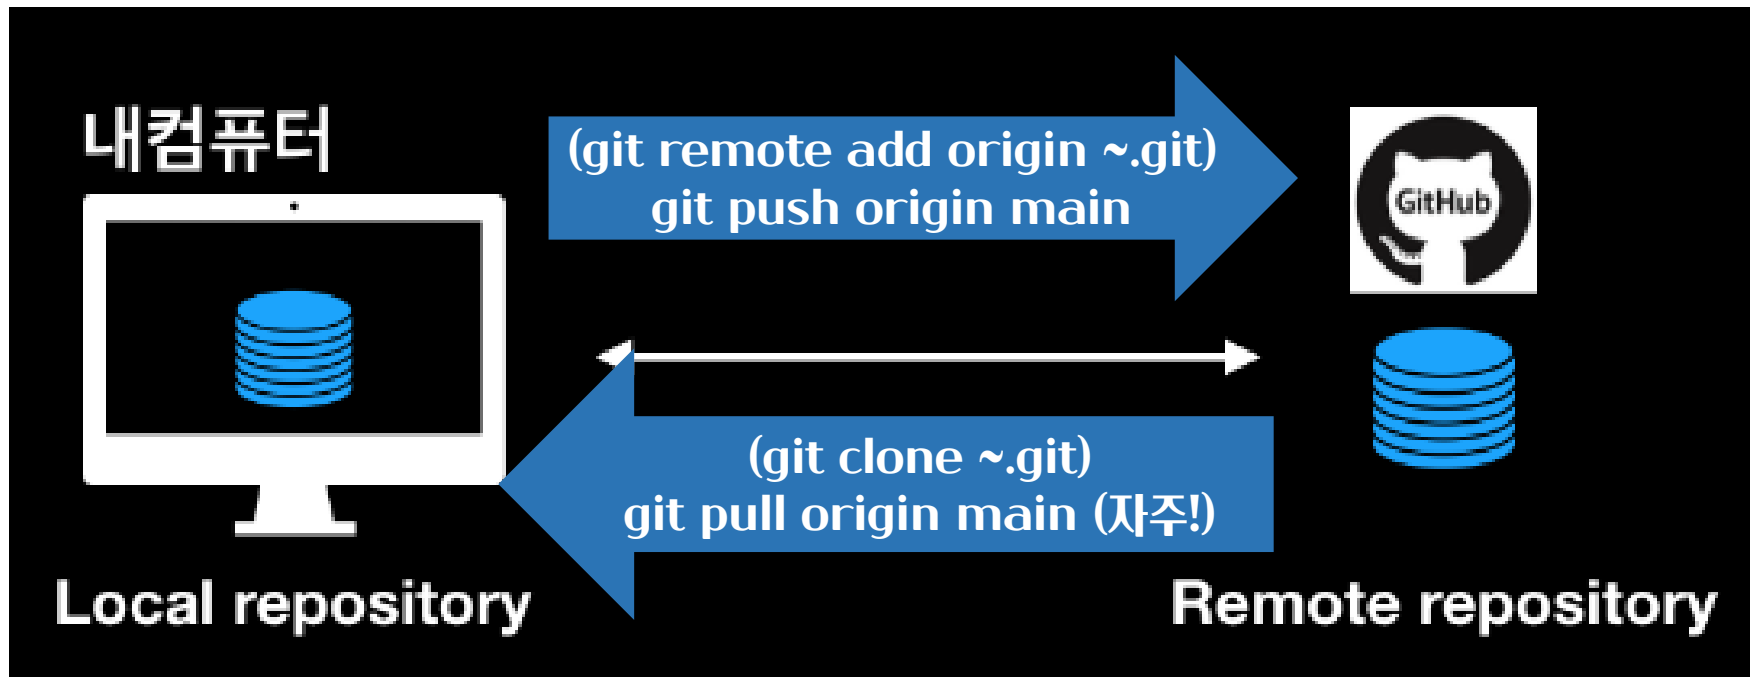 내컴퓨터
(git remote add origin ~.git)
git push origin main
GitHub
(git clone ~.git)
git pull origin main (자주!)
Local repository
Remote repository